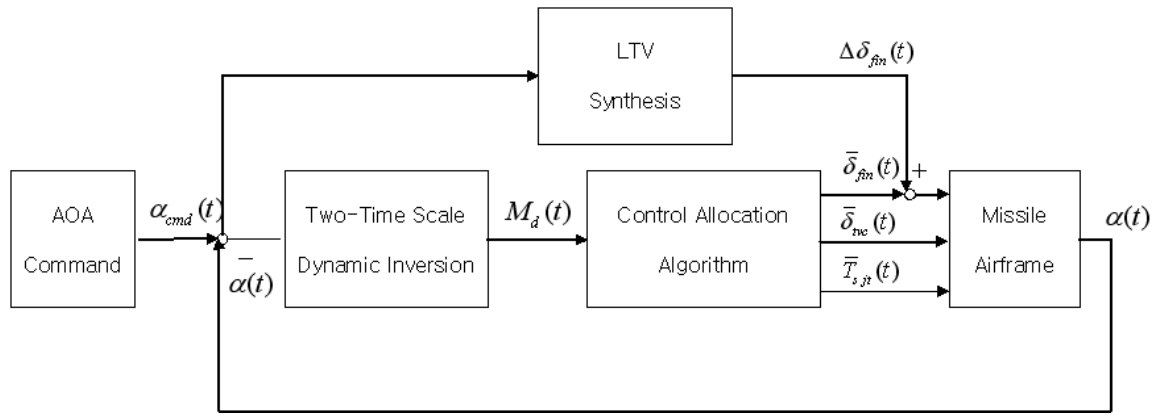 LTV
Synthesis
Δδ_fin(t)
AOA
Command
α_cmd(t)
−
α(t)
Two-Time Scale
Dynamic Inversion
M_d(t)
Control Allocation
Algorithm
δ̄_fin(t)
+
δ̄_tvc(t)
T̄_s.jt(t)
Missile
Airframe
α(t)